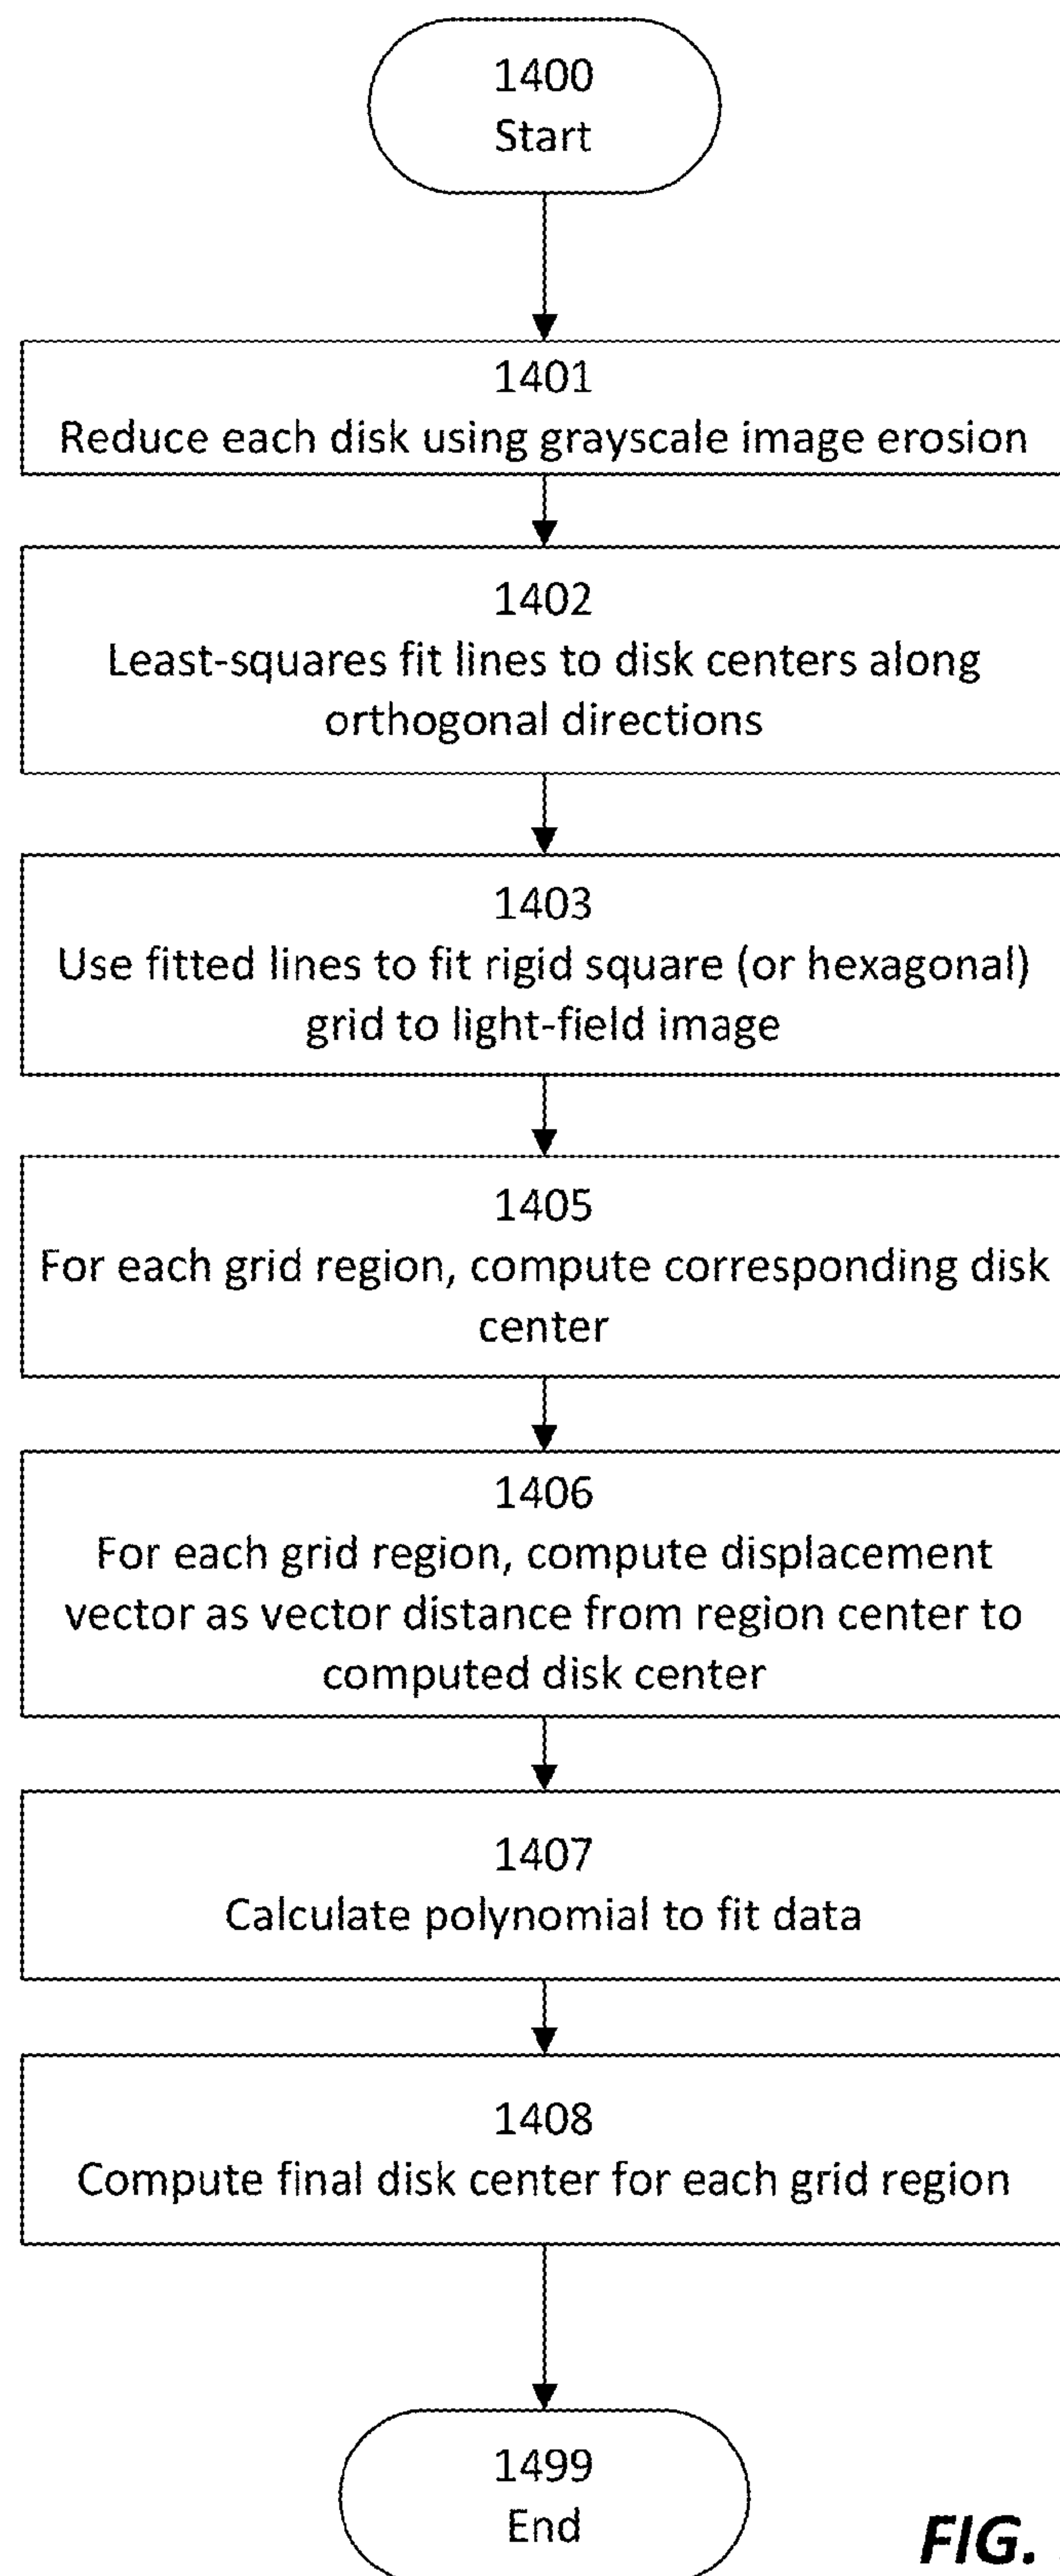 1400
Start
1401
Reduce each disk using grayscale image erosion
1402
Least-squares fit lines to disk centers along
orthogonal directions
1403
Use fitted lines to fit rigid square (or hexagonal)
grid to light-field image
1405
For each grid region, compute corresponding disk
center
1406
For each grid region, compute displacement
vector as vector distance from region center to
computed disk center
1407
Calculate polynomial to fit data
1408
Compute final disk center for each grid region
1499
End
FIG.